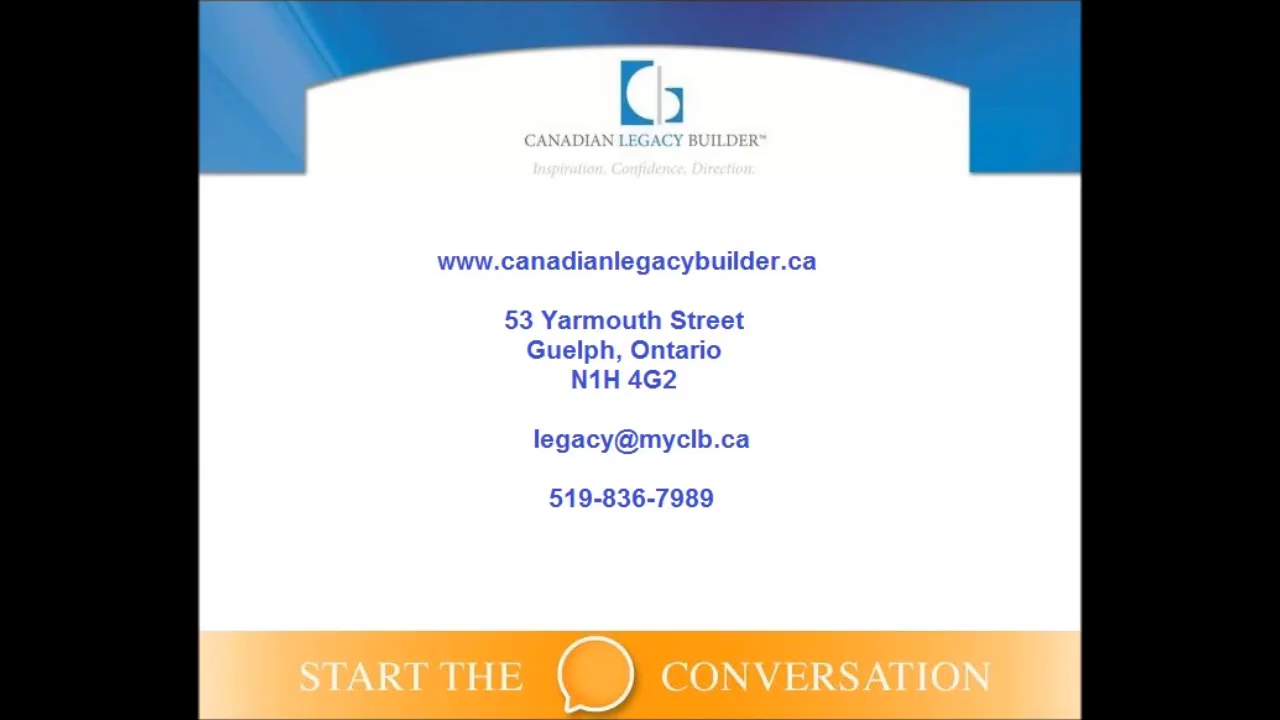 CANADIAN LEGACY BUILDER™
Inspiration. Confidence. Direction.
www.canadianlegacybuilder.ca
53 Yarmouth Street
Guelph, Ontario
N1H 4G2
legacy@myclb.ca
519-836-7989
START THE CONVERSATION